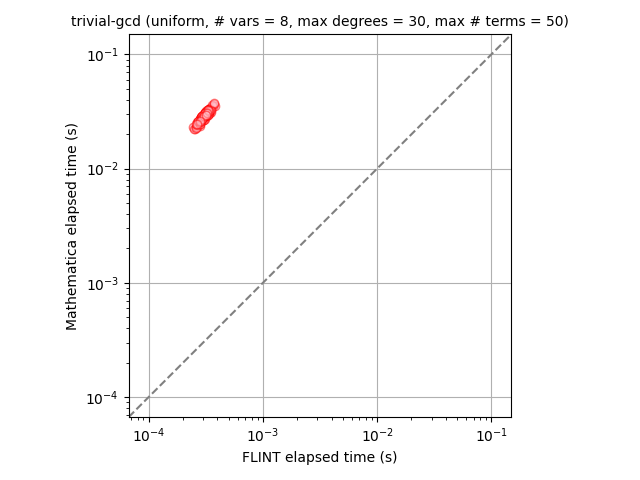 trivial-gcd (uniform, # vars = 8, max degrees = 30, max # terms = 50)
Mathematica elapsed time (s)
10⁻¹
10⁻²
10⁻³
10⁻⁴
10⁻⁴ 10⁻³ 10⁻² 10⁻¹
FLINT elapsed time (s)